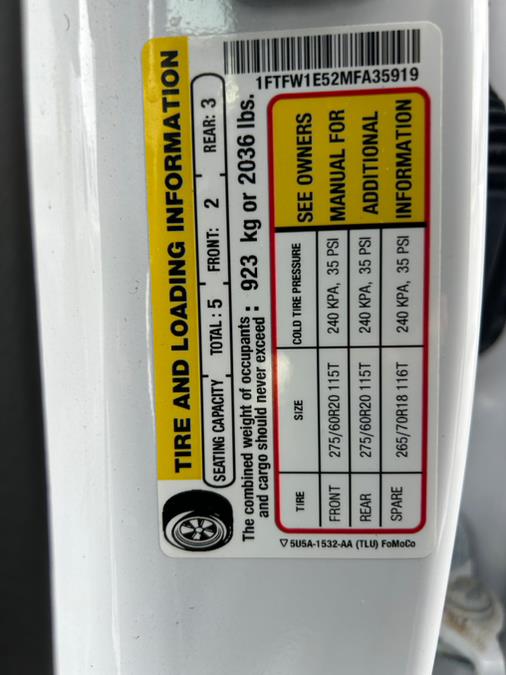 TIRE AND LOADING INFORMATION
SEATING CAPACITY TOTAL : 5 FRONT: 2 REAR: 3
The combined weight of occupants and cargo should never exceed : 923 kg or 2036 lbs.
1FTFW1E52MFA35919
TIRE SIZE COLD TIRE PRESSURE SEE OWNERS
FRONT 275/60R20 115T 240 KPA, 35 PSI MANUAL FOR
REAR 275/60R20 115T 240 KPA, 35 PSI ADDITIONAL
SPARE 265/70R18 116T 240 KPA, 35 PSI INFORMATION
5U5A-1532-AA (TLU) FoMoCo